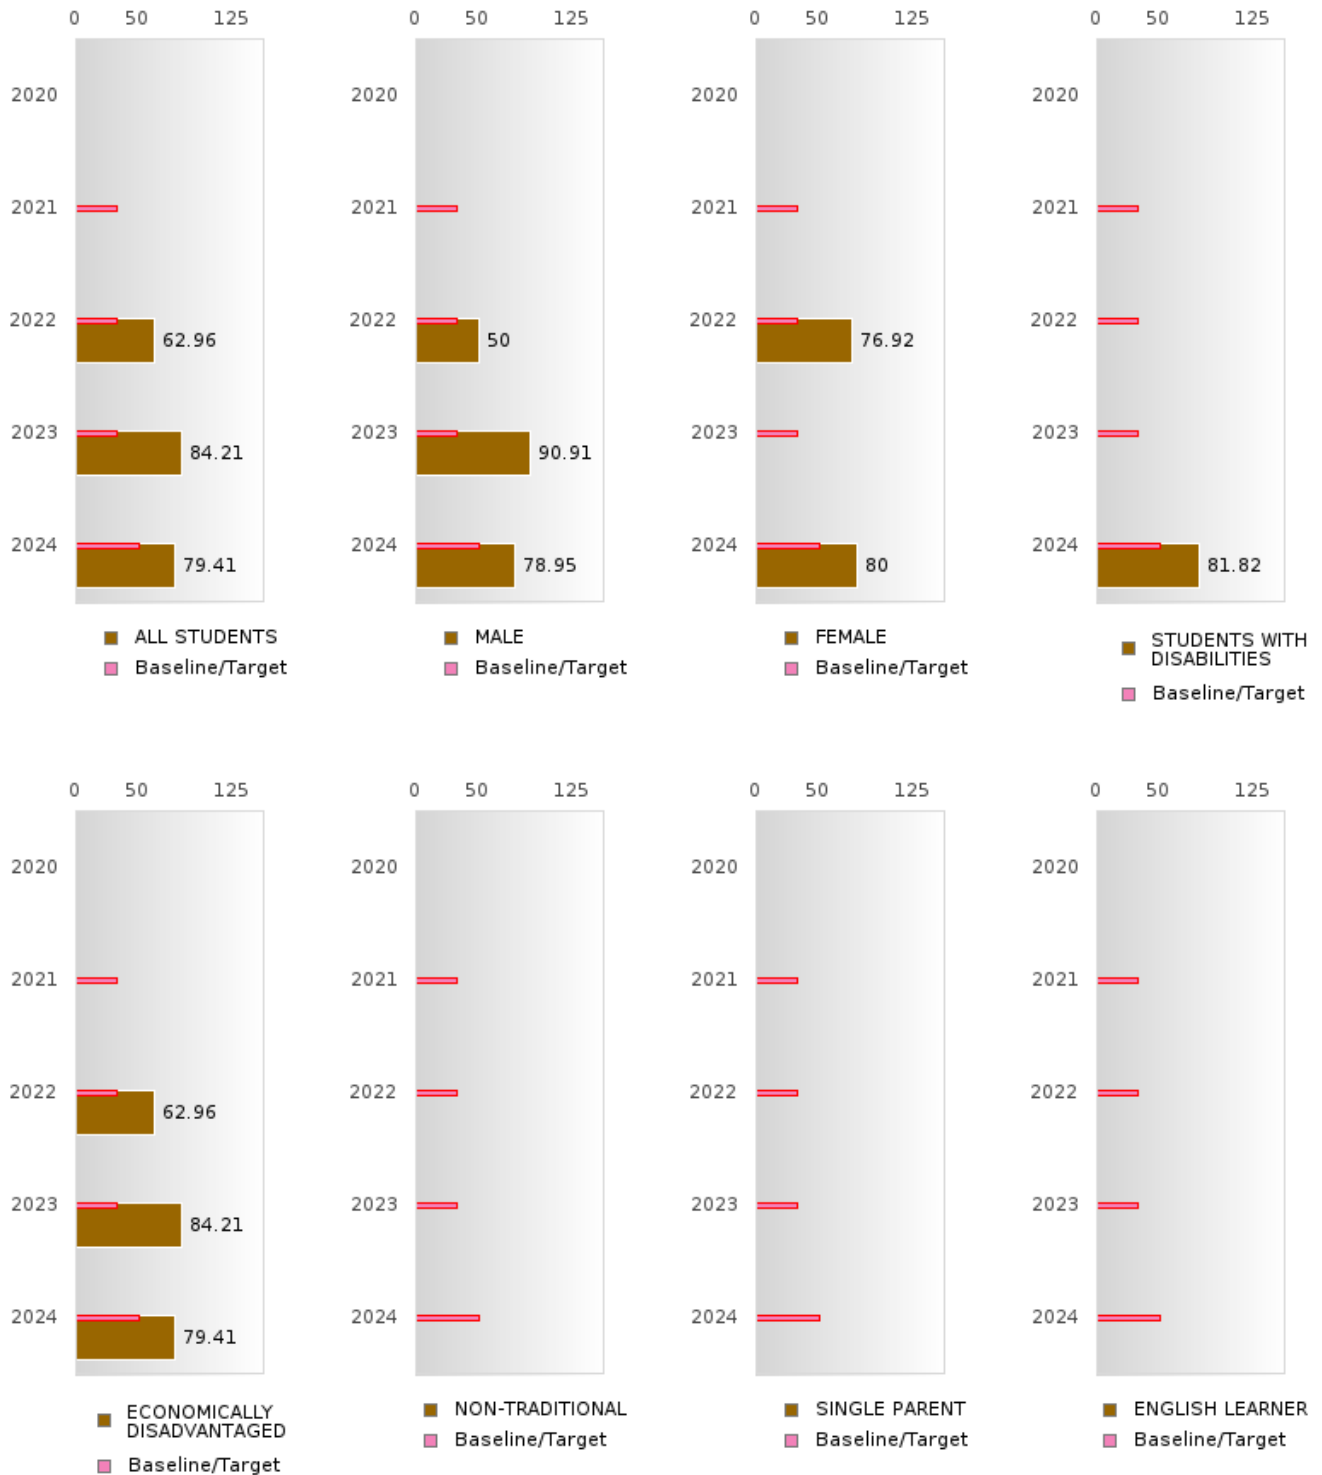 0 50 125
2020
2021
2022 62.96
2023 84.21
2024 79.41
ALL STUDENTS
Baseline/Target
0 50 125
2020
2021
2022 50
2023 90.91
2024 78.95
MALE
Baseline/Target
0 50 125
2020
2021
2022 76.92
2023
2024 80
FEMALE
Baseline/Target
0 50 125
2020
2021
2022
2023
2024 81.82
STUDENTS WITH
DISABILITIES
Baseline/Target
0 50 125
2020
2021
2022 62.96
2023 84.21
2024 79.41
ECONOMICALLY
DISADVANTAGED
Baseline/Target
0 50 125
2020
2021
2022
2023
2024
NON-TRADITIONAL
Baseline/Target
0 50 125
2020
2021
2022
2023
2024
SINGLE PARENT
Baseline/Target
0 50 125
2020
2021
2022
2023
2024
ENGLISH LEARNER
Baseline/Target